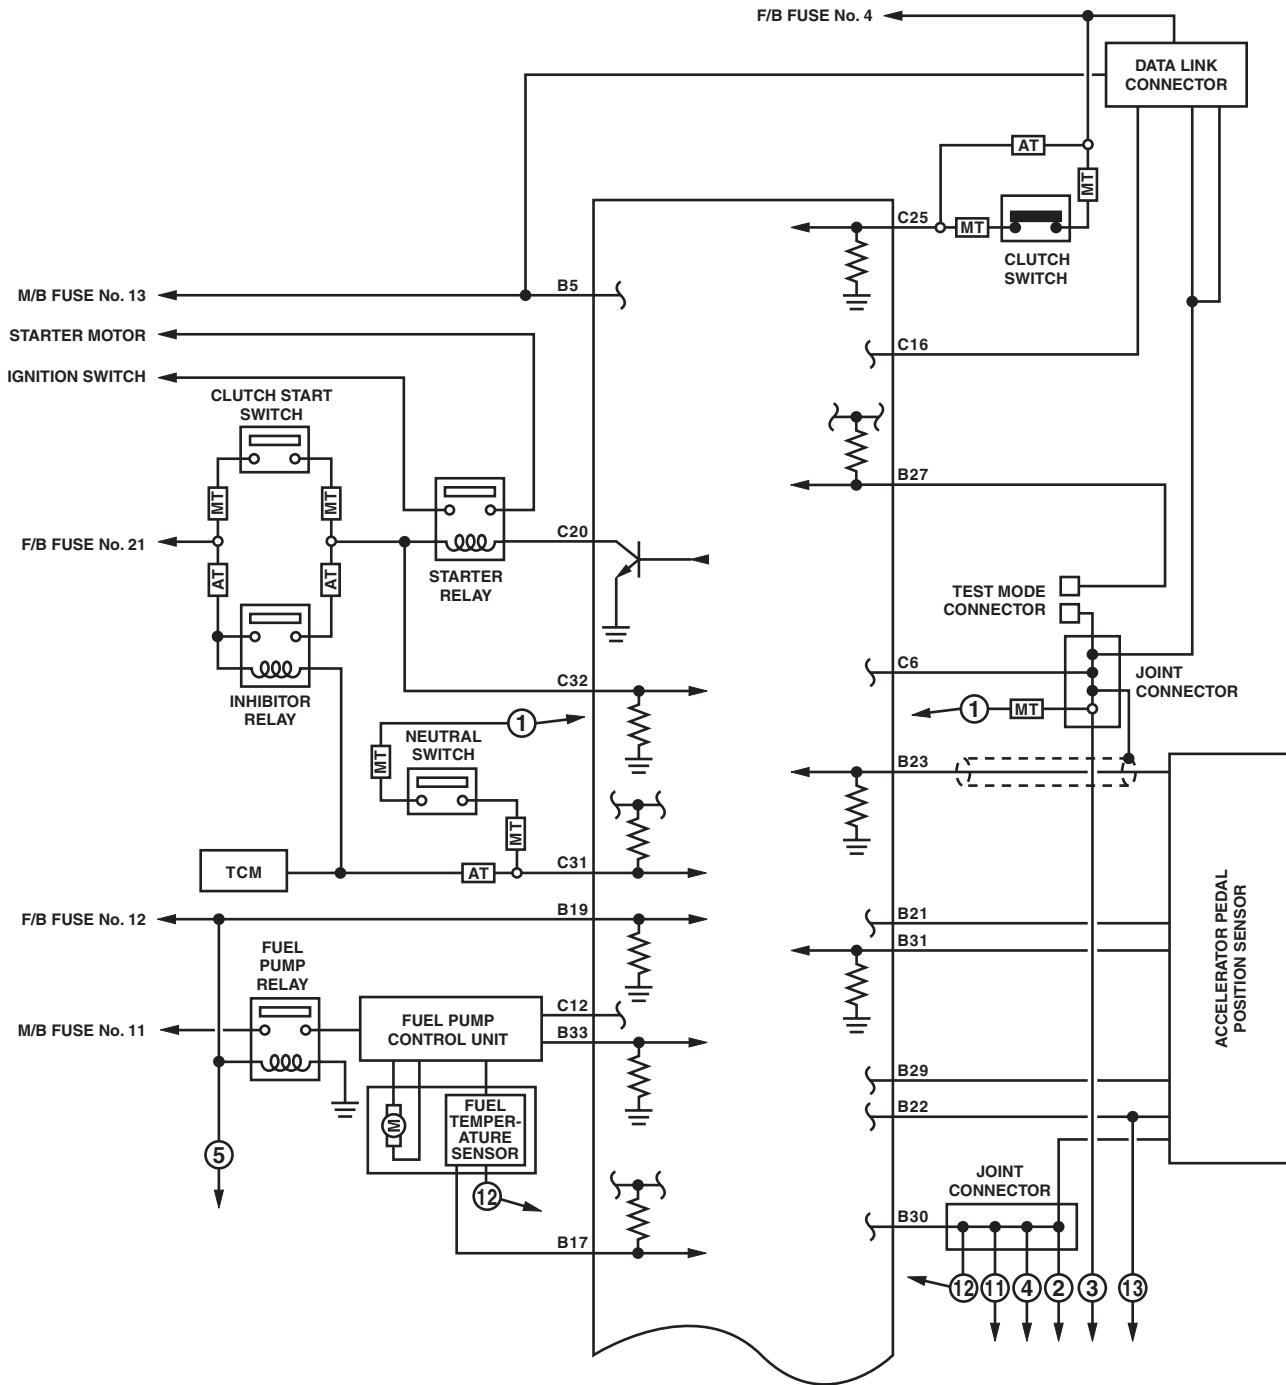 F/B FUSE No. 4
DATA LINK
CONNECTOR
AT
MT
C25
MT
CLUTCH
SWITCH
M/B FUSE No. 13
B5
STARTER MOTOR
C16
IGNITION SWITCH
CLUTCH START
SWITCH
MT
MT
B27
F/B FUSE No. 21
C20
AT
AT
STARTER
RELAY
TEST MODE
CONNECTOR
INHIBITOR
RELAY
C32
C6
JOINT
CONNECTOR
1
MT
1
NEUTRAL
SWITCH
MT
B23
MT
TCM
AT
C31
F/B FUSE No. 12
B19
B21
B31
ACCELERATOR PEDAL
POSITION SENSOR
FUEL
PUMP
RELAY
M/B FUSE No. 11
FUEL PUMP
CONTROL UNIT
C12
B33
B29
B22
M
FUEL
TEMPER-
ATURE
SENSOR
5
12
JOINT
CONNECTOR
B30
B17
12
11
4
2
3
13